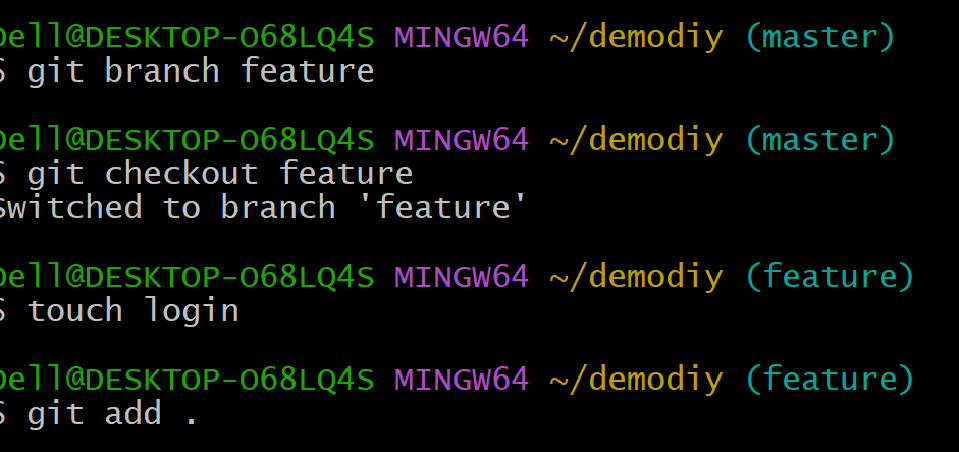 Dell@DESKTOP-O68LQ4S MINGW64 ~/demodiy (master)
$ git branch feature
Dell@DESKTOP-O68LQ4S MINGW64 ~/demodiy (master)
$ git checkout feature
Switched to branch 'feature'
Dell@DESKTOP-O68LQ4S MINGW64 ~/demodiy (feature)
$ touch login
Dell@DESKTOP-O68LQ4S MINGW64 ~/demodiy (feature)
$ git add .